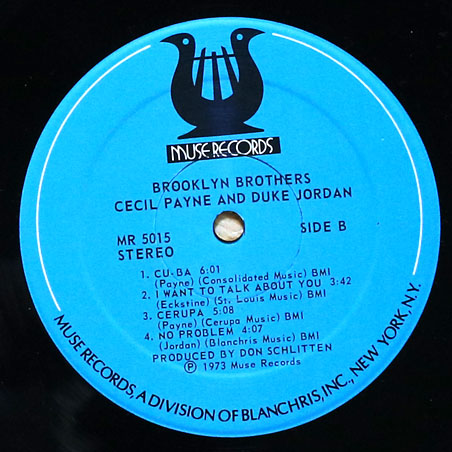 MUSE RECORDS
BROOKLYN BROTHERS
CECIL PAYNE AND DUKE JORDAN
MR 5015
STEREO
SIDE B
1. CU-BA 6:01
(Payne) (Consolidated Music) BMI
2. I WANT TO TALK ABOUT YOU 3:42
(Eckstine) (St. Louis Music) BMI
3. CERUPA 5:08
(Payne) (Cerupa Music) BMI
4. NO PROBLEM 4:07
(Jordan) (Blanchris Music) BMI
PRODUCED BY DON SCHLITTEN
Ⓟ 1973 Muse Records
MUSE RECORDS, A DIVISION OF BLANCHRIS, INC., NEW YORK, N.Y.